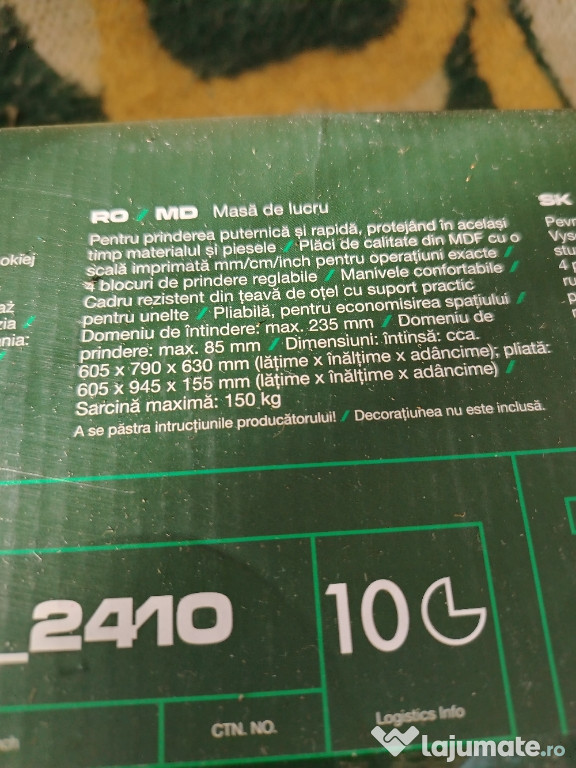 RO / MD Masă de lucru
Pentru prinderea puternică și rapidă, protejând în același
timp materialul și piesele / Plăci de calitate din MDF cu o
scală imprimată mm/cm/inch pentru operațiuni exacte /
4 blocuri de prindere reglabile / Manivele confortabile /
Cadru rezistent din țeavă de oțel cu suport practic
pentru unelte / Pliabilă, pentru economisirea spațiului /
Domeniu de întindere: max. 235 mm / Domeniu de
prindere: max. 85 mm / Dimensiuni: întinsă: cca.
605 x 790 x 630 mm (lățime x înălțime x adâncime); pliată:
605 x 945 x 155 mm (lățime x înălțime x adâncime) /
Sarcină maximă: 150 kg
A se păstra intrucțiunile producătorului! / Decorațiunea nu este inclusă.
okiej
SK
4
_2410
10
CTN. NO.
Logistics Info
lajumate.ro